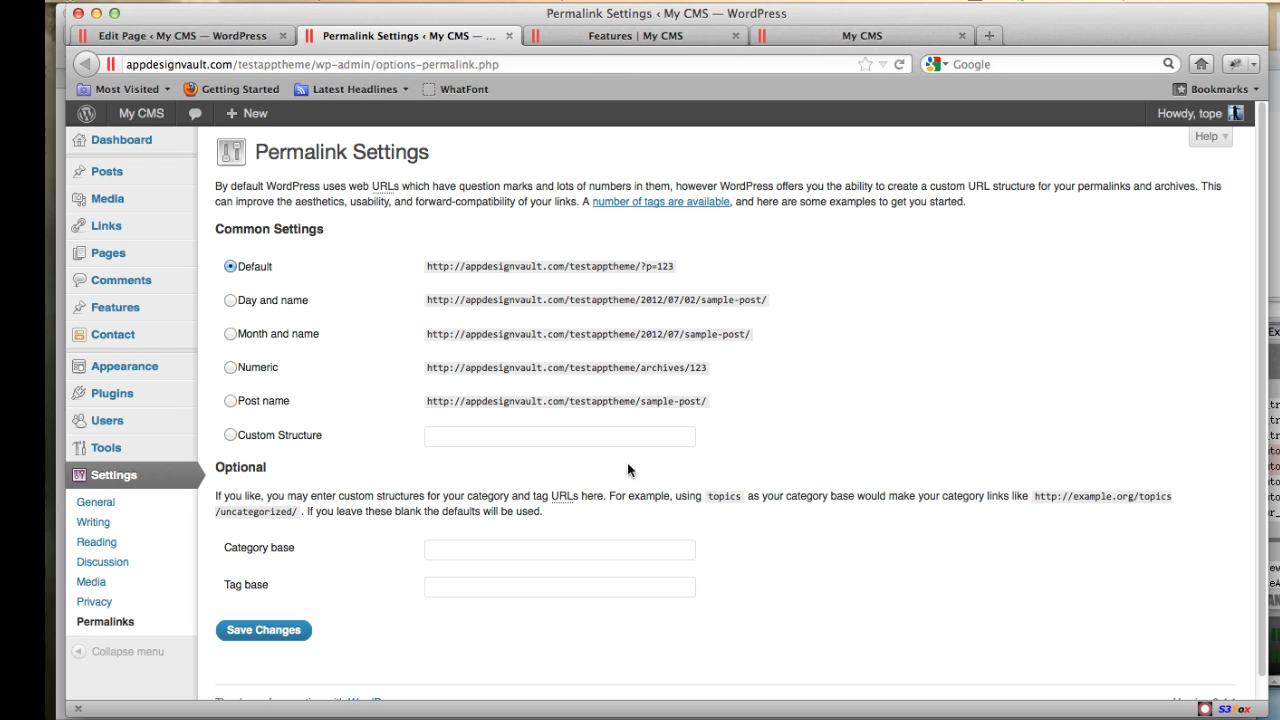 Permalink Settings ‹ My CMS — WordPress
Edit Page ‹ My CMS — WordPress
Permalink Settings ‹ My CMS — ...
Features | My CMS
My CMS
appdesignvault.com/testapptheme/wp-admin/options-permalink.php
Google
Most Visited
Getting Started
Latest Headlines
WhatFont
Bookmarks
My CMS
New
Howdy, tope
Help
Dashboard
Posts
Media
Links
Pages
Comments
Features
Contact
Appearance
Plugins
Users
Tools
Settings
General
Writing
Reading
Discussion
Media
Privacy
Permalinks
Collapse menu
Permalink Settings
By default WordPress uses web URLs which have question marks and lots of numbers in them, however WordPress offers you the ability to create a custom URL structure for your permalinks and archives. This
can improve the aesthetics, usability, and forward-compatibility of your links. A number of tags are available, and here are some examples to get you started.
Common Settings
Default http://appdesignvault.com/testapptheme/?p=123
Day and name http://appdesignvault.com/testapptheme/2012/07/02/sample-post/
Month and name http://appdesignvault.com/testapptheme/2012/07/sample-post/
Numeric http://appdesignvault.com/testapptheme/archives/123
Post name http://appdesignvault.com/testapptheme/sample-post/
Custom Structure
Optional
If you like, you may enter custom structures for your category and tag URLs here. For example, using topics as your category base would make your category links like http://example.org/topics
/uncategorized/ . If you leave these blank the defaults will be used.
Category base
Tag base
Save Changes
S3Fox